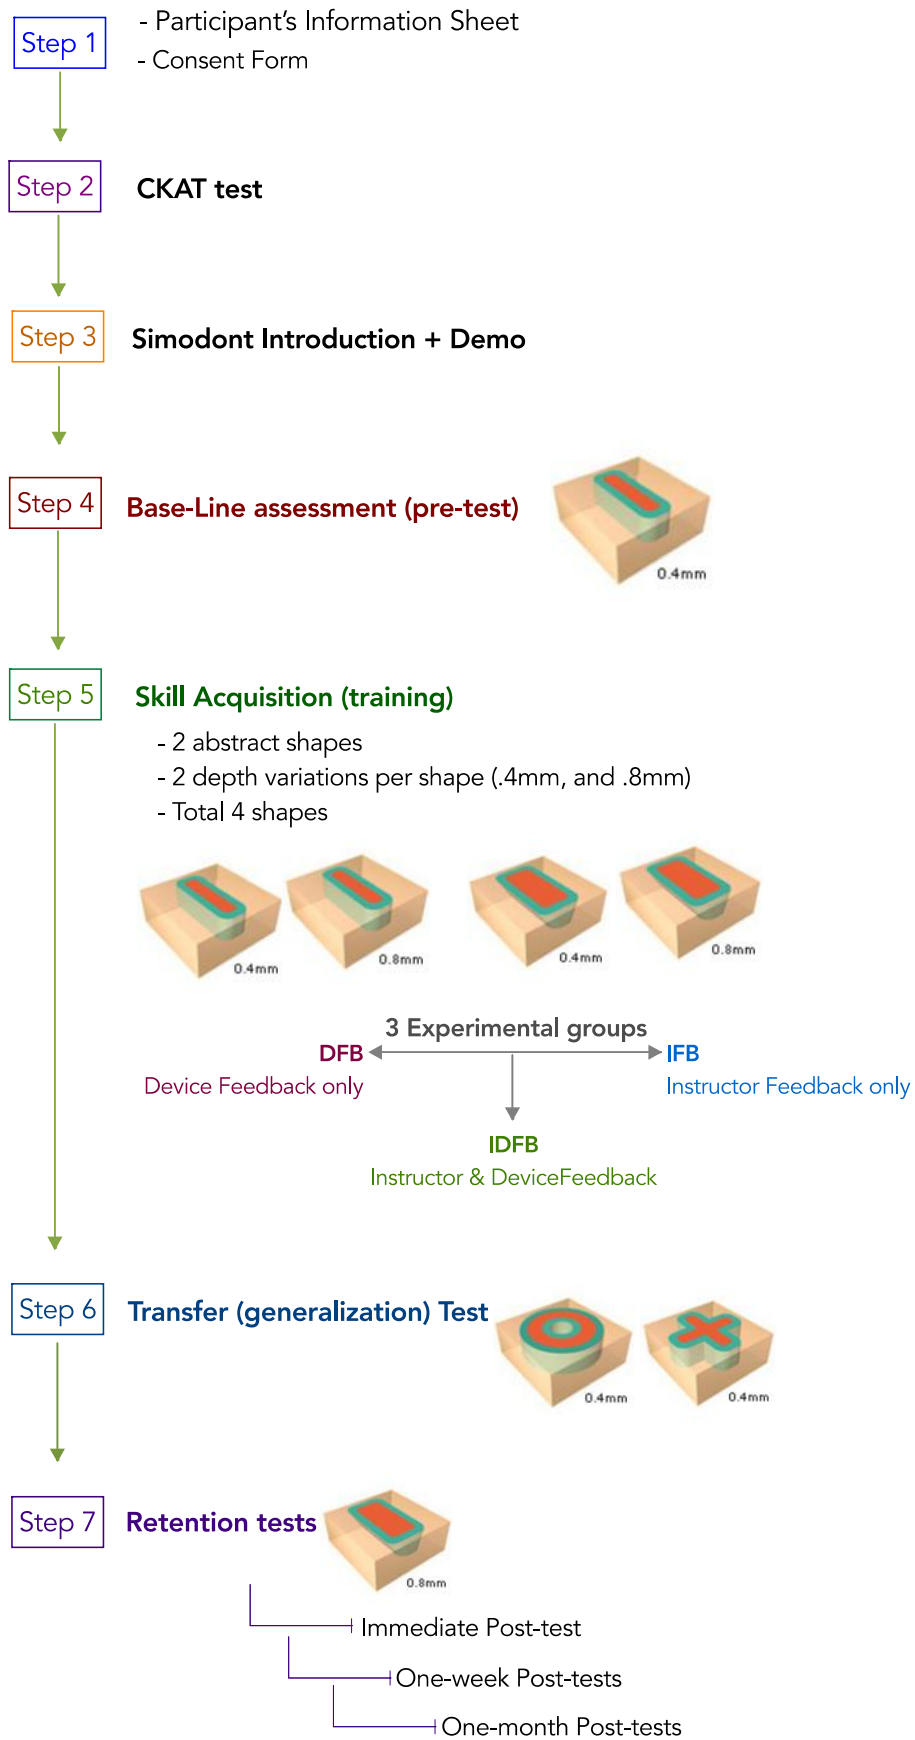 Step 1
- Participant's Information Sheet
- Consent Form
Step 2
CKAT test
Step 3
Simodont Introduction + Demo
Step 4
Base-Line assessment (pre-test)
0.4mm
Step 5
Skill Acquisition (training)
- 2 abstract shapes
- 2 depth variations per shape (.4mm, and .8mm)
- Total 4 shapes
0.4mm
0.8mm
0.4mm
0.8mm
3 Experimental groups
DFB
IFB
Device Feedback only
Instructor Feedback only
IDFB
Instructor & DeviceFeedback
Step 6
Transfer (generalization) Test
0.4mm
0.4mm
Step 7
Retention tests
0.8mm
Immediate Post-test
One-week Post-tests
One-month Post-tests